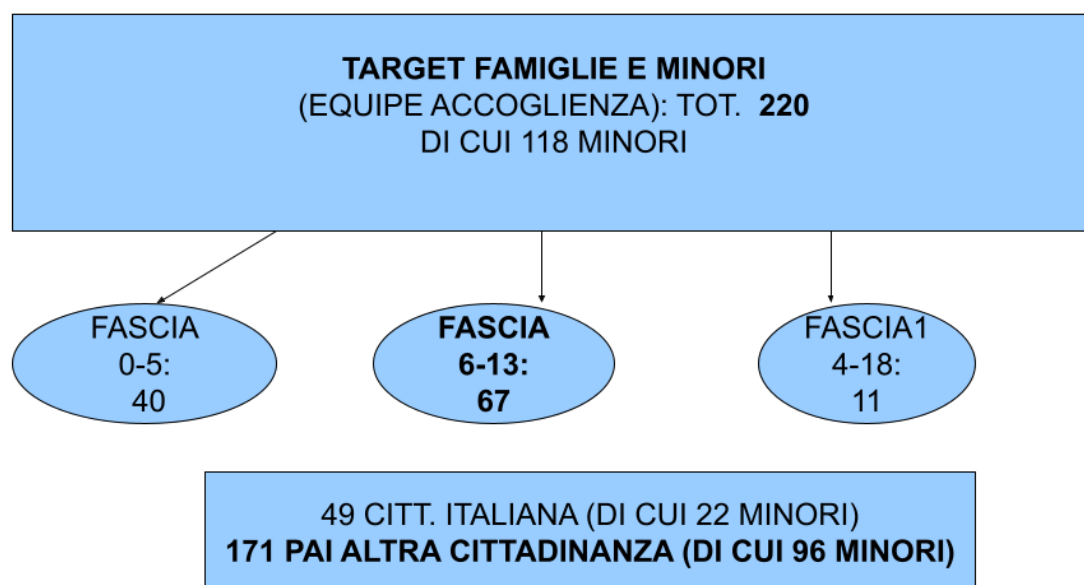 TARGET FAMIGLIE E MINORI
(EQUIPE ACCOGLIENZA): TOT. 220
DI CUI 118 MINORI
FASCIA
0-5:
40
FASCIA
6-13:
67
FASCIA1
4-18:
11
49 CITT. ITALIANA (DI CUI 22 MINORI)
171 PAI ALTRA CITTADINANZA (DI CUI 96 MINORI)